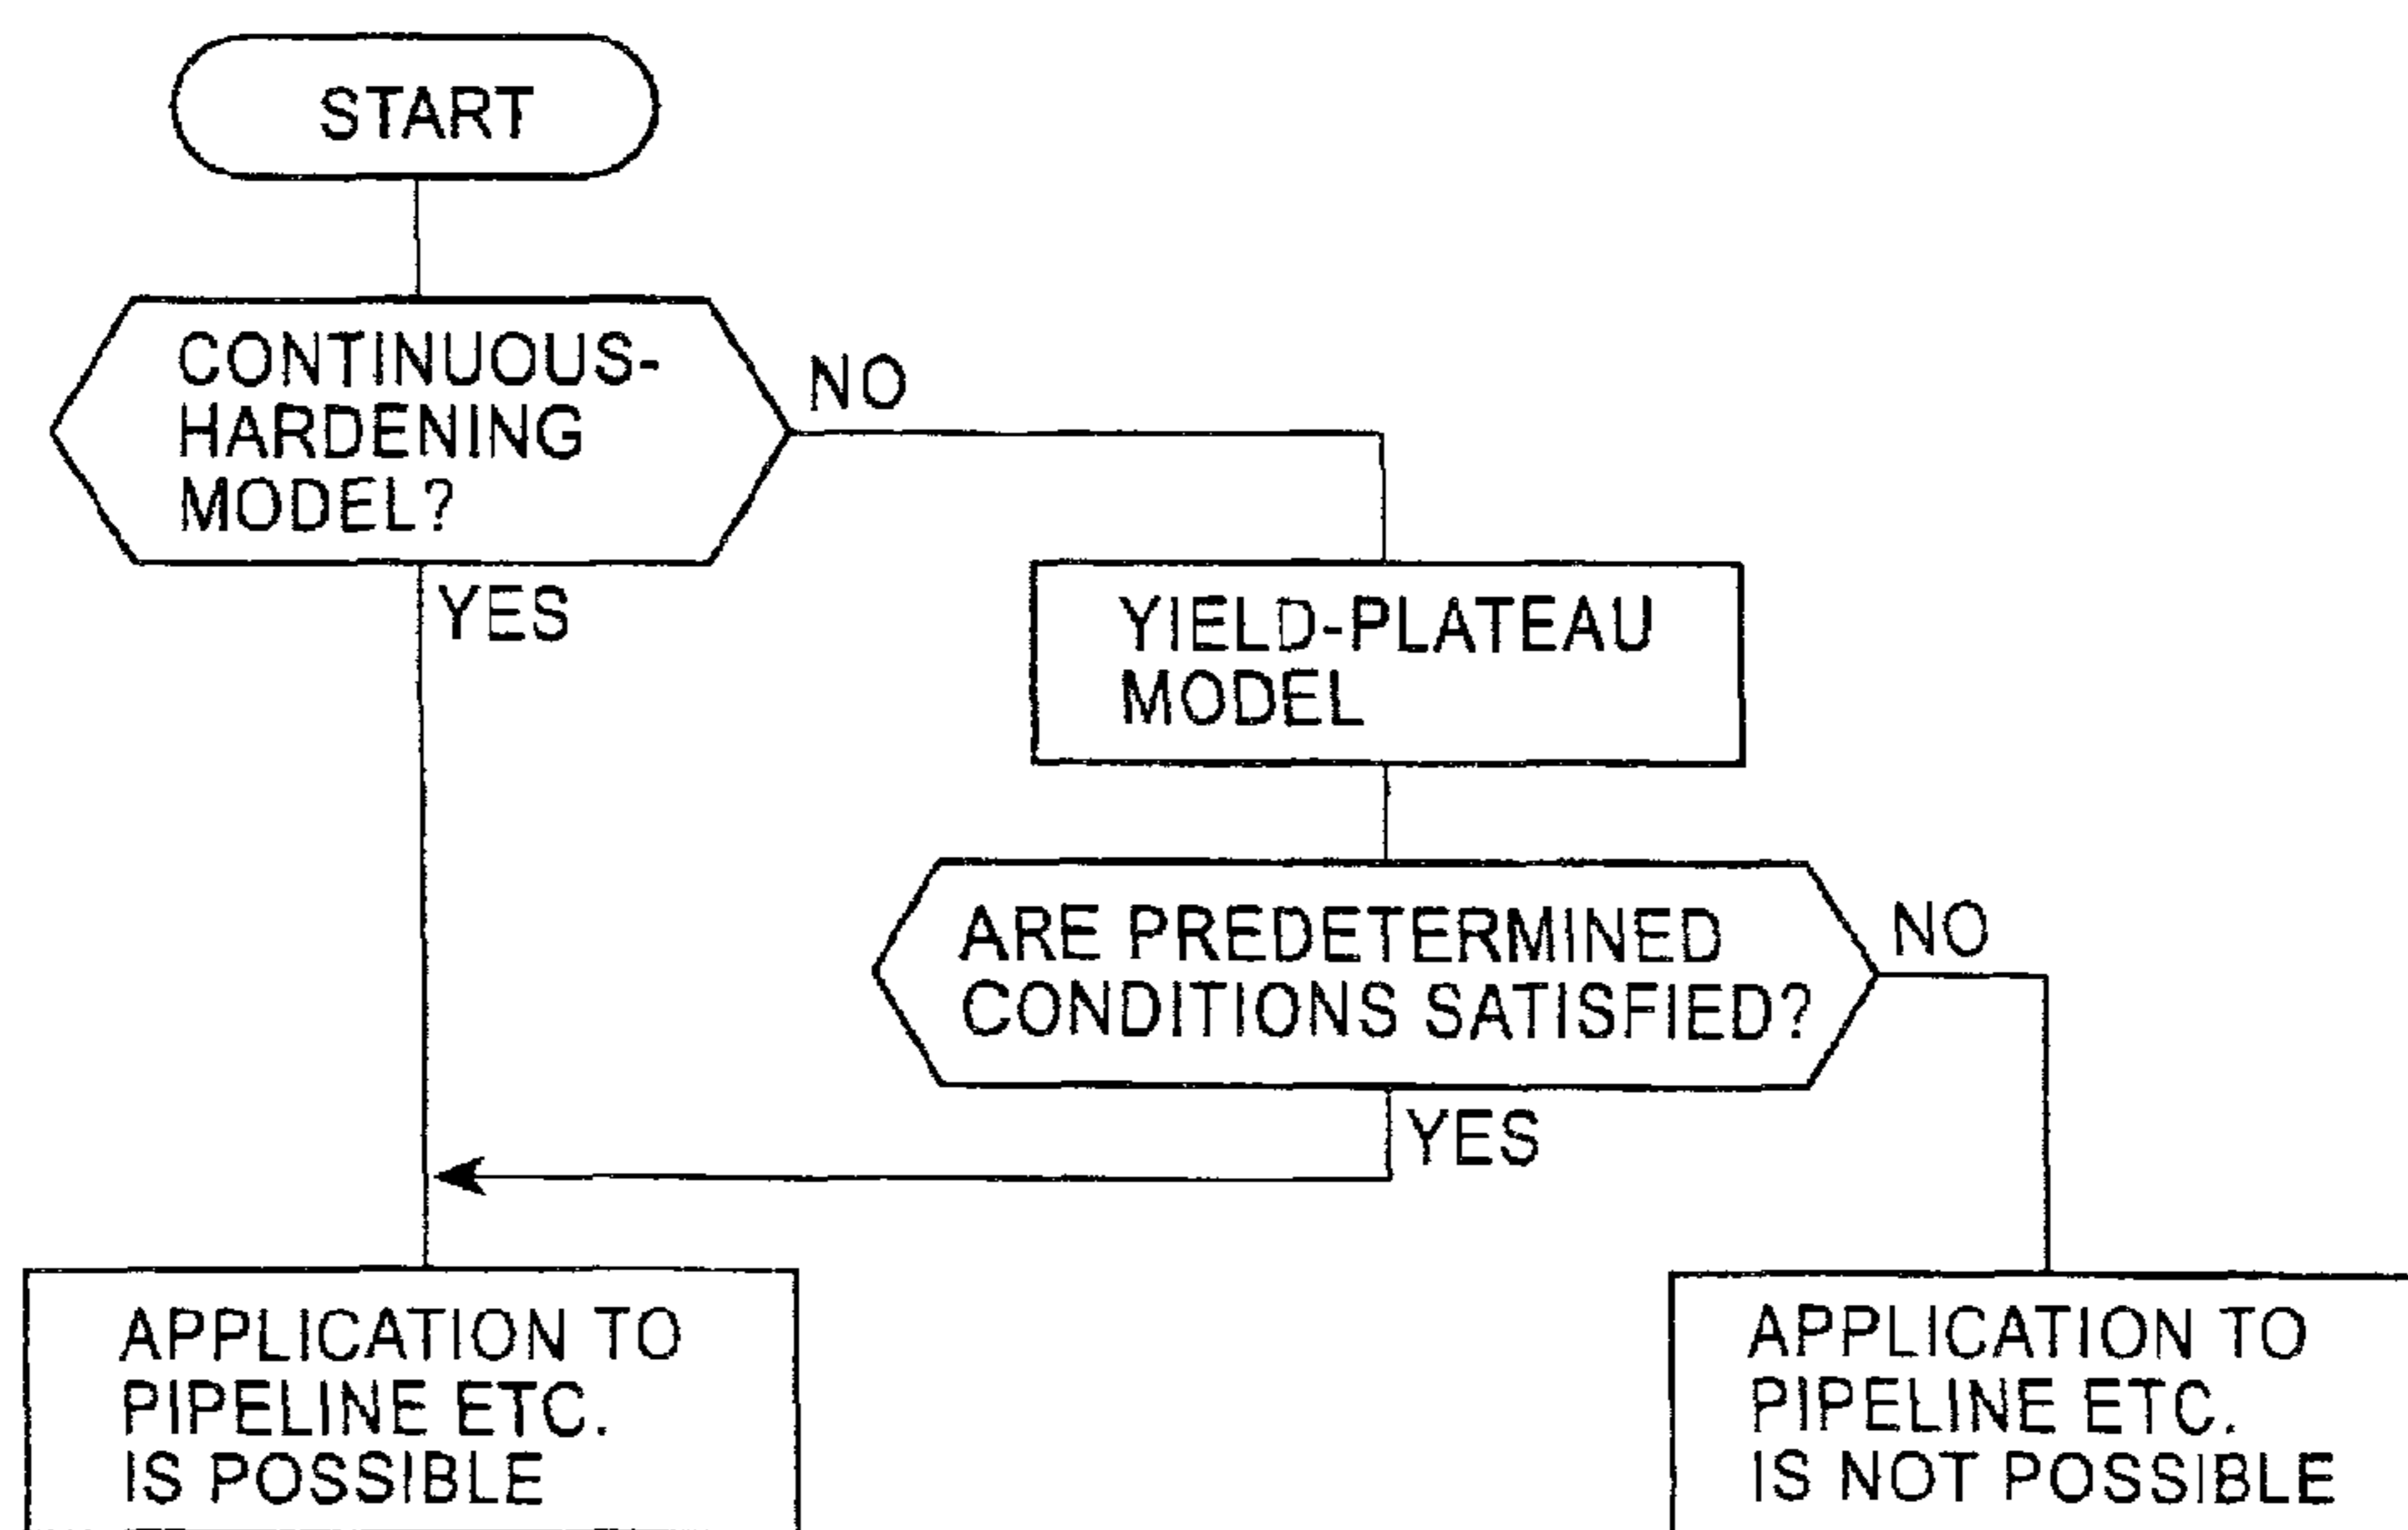 START
CONTINUOUS-
HARDENING
MODEL?
NO
YES
YIELD-PLATEAU
MODEL
ARE PREDETERMINED
CONDITIONS SATISFIED?
NO
YES
APPLICATION TO
PIPELINE ETC.
IS POSSIBLE
APPLICATION TO
PIPELINE ETC.
IS NOT POSSIBLE